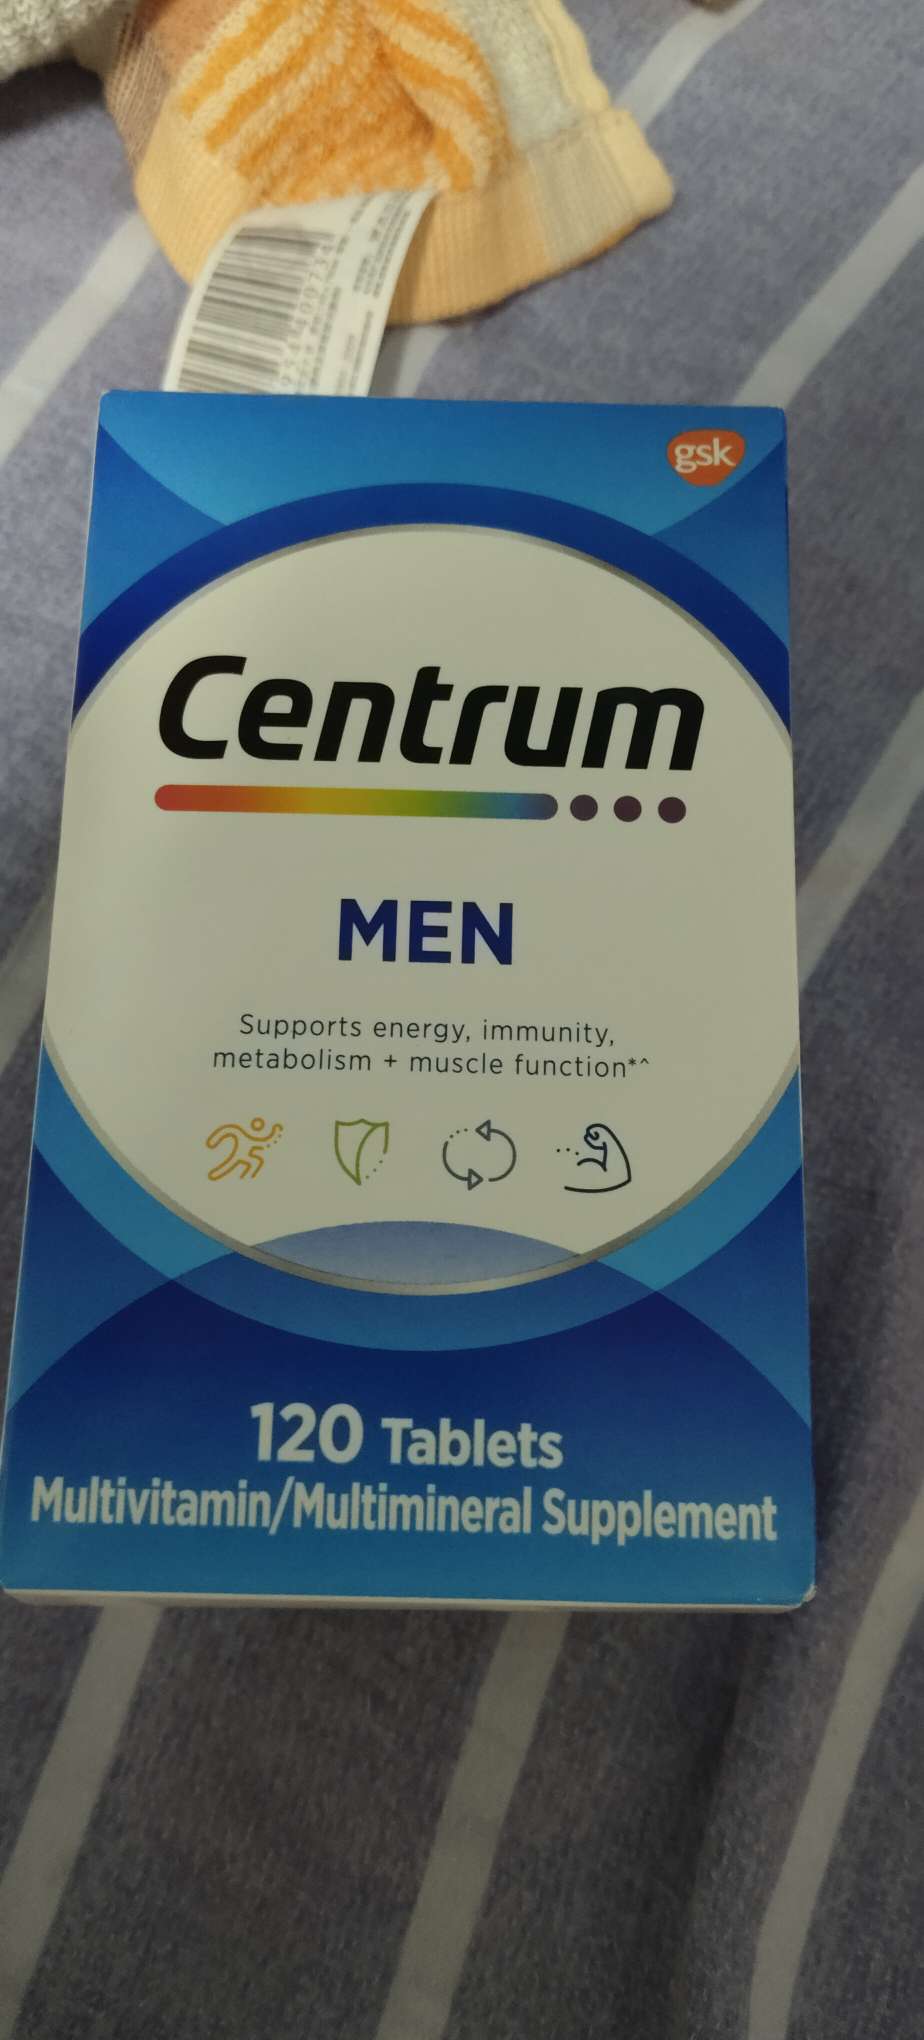 gsk
Centrum
MEN
Supports energy, immunity,
metabolism + muscle function*^
120 Tablets
Multivitamin/Multimineral Supplement